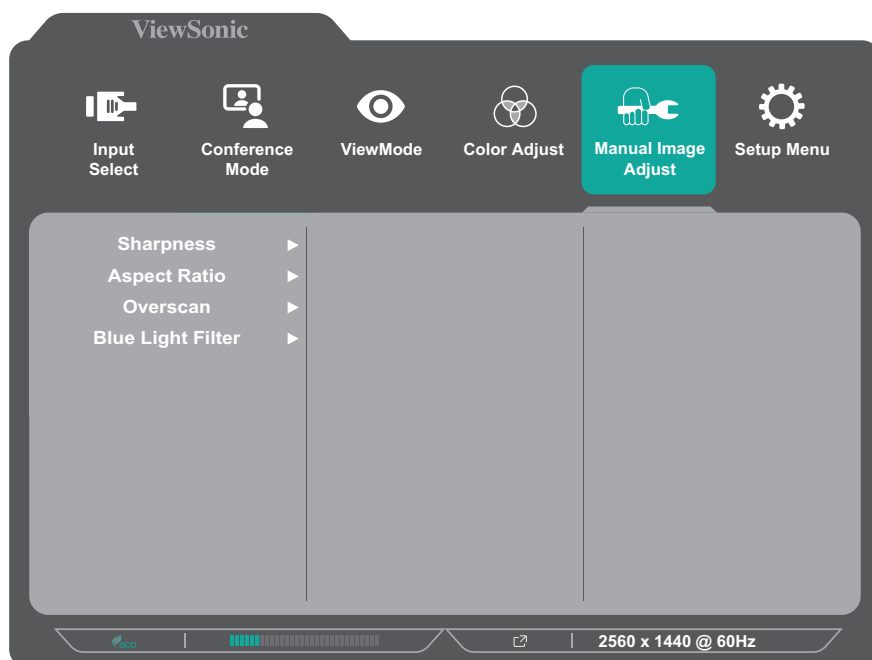 ViewSonic
Input
Select
Conference
Mode
ViewMode
Color Adjust
Manual Image
Adjust
Setup Menu
Sharpness ►
Aspect Ratio ►
Overscan ►
Blue Light Filter ►
eco
2560 x 1440 @ 60Hz